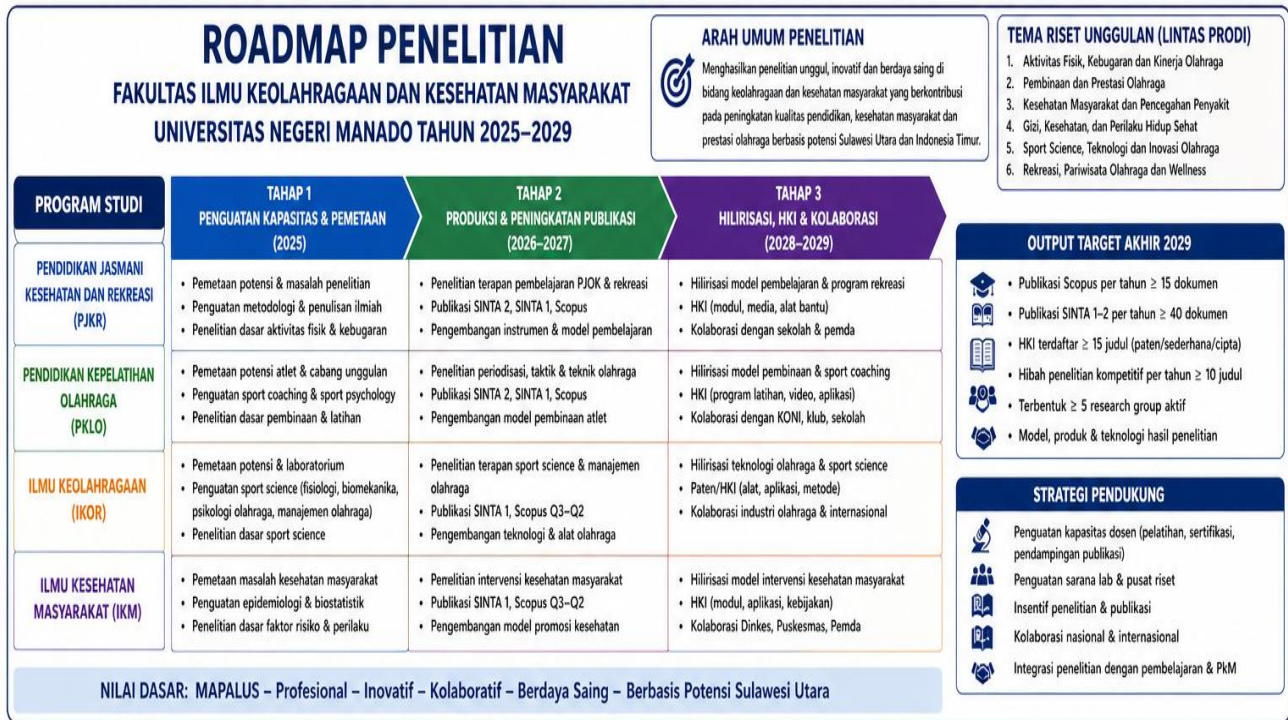 ROADMAP PENELITIAN
FAKULTAS ILMU KEOLAHRAGAAN DAN KESEHATAN MASYARAKAT
UNIVERSITAS NEGERI MANADO TAHUN 2025–2029
ARAH UMUM PENELITIAN
Menghasilkan penelitian unggul, inovatif dan berdaya saing di
bidang keolahragaan dan kesehatan masyarakat yang berkontribusi
pada peningkatan kualitas pendidikan, kesehatan masyarakat dan
prestasi olahraga berbasis potensi Sulawesi Utara dan Indonesia Timur.
TEMA RISET UNGGULAN (LINTAS PRODI)
1. Aktivitas Fisik, Kebugaran dan Kinerja Olahraga
2. Pembinaan dan Prestasi Olahraga
3. Kesehatan Masyarakat dan Pencegahan Penyakit
4. Gizi, Kesehatan, dan Perilaku Hidup Sehat
5. Sport Science, Teknologi dan Inovasi Olahraga
6. Rekreasi, Pariwisata Olahraga dan Wellness
PROGRAM STUDI
TAHAP 1
PENGUATAN KAPASITAS & PEMETAAN
(2025)
TAHAP 2
PRODUKSI & PENINGKATAN PUBLIKASI
(2026–2027)
TAHAP 3
HILIRISASI, HKI & KOLABORASI
(2028–2029)
PENDIDIKAN JASMANI
KESEHATAN DAN REKREASI
(PJKR)
• Pemetaan potensi & masalah penelitian
• Penguatan metodologi & penulisan ilmiah
• Penelitian dasar aktivitas fisik & kebugaran
• Penelitian terapan pembelajaran PJOK & rekreasi
• Publikasi SINTA 2, SINTA 1, Scopus
• Pengembangan instrumen & model pembelajaran
• Hilirisasi model pembelajaran & program rekreasi
• HKI (modul, media, alat bantu)
• Kolaborasi dengan sekolah & pemda
PENDIDIKAN KEPELATIHAN
OLAHRAGA
(PKLO)
• Pemetaan potensi atlet & cabang unggulan
• Penguatan sport coaching & sport psychology
• Penelitian dasar pembinaan & latihan
• Penelitian periodisasi, taktik & teknik olahraga
• Publikasi SINTA 2, SINTA 1, Scopus
• Pengembangan model pembinaan atlet
• Hilirisasi model pembinaan & sport coaching
• HKI (program latihan, video, aplikasi)
• Kolaborasi dengan KONI, klub, sekolah
ILMU KEOLAHRAGAAN
(IKOR)
• Pemetaan potensi & laboratorium
• Penguatan sport science (fisiologi, biomekanika,
psikologi olahraga, manajemen olahraga)
• Penelitian dasar sport science
• Penelitian terapan sport science & manajemen
olahraga
• Publikasi SINTA 1, Scopus Q3–Q2
• Pengembangan teknologi & alat olahraga
• Hilirisasi teknologi olahraga & sport science
• Paten/HKI (alat, aplikasi, metode)
• Kolaborasi industri olahraga & internasional
ILMU KESEHATAN
MASYARAKAT (IKM)
• Pemetaan masalah kesehatan masyarakat
• Penguatan epidemiologi & biostatistik
• Penelitian dasar faktor risiko & perilaku
• Penelitian intervensi kesehatan masyarakat
• Publikasi SINTA 1, Scopus Q3–Q2
• Pengembangan model promosi kesehatan
• Hilirisasi model intervensi kesehatan masyarakat
• HKI (modul, aplikasi, kebijakan)
• Kolaborasi Dinkes, Puskesmas, Pemda
OUTPUT TARGET AKHIR 2029
• Publikasi Scopus per tahun ≥ 15 dokumen
• Publikasi SINTA 1–2 per tahun ≥ 40 dokumen
• HKI terdaftar ≥ 15 judul (paten/sederhana/cipta)
• Hibah penelitian kompetitif per tahun ≥ 10 judul
• Terbentuk ≥ 5 research group aktif
• Model, produk & teknologi hasil penelitian
STRATEGI PENDUKUNG
Penguatan kapasitas dosen (pelatihan, sertifikasi,
pendampingan publikasi)
Penguatan sarana lab & pusat riset
Insentif penelitian & publikasi
Kolaborasi nasional & internasional
Integrasi penelitian dengan pembelajaran & PkM
NILAI DASAR: MAPALUS – Profesional – Inovatif – Kolaboratif – Berdaya Saing – Berbasis Potensi Sulawesi Utara